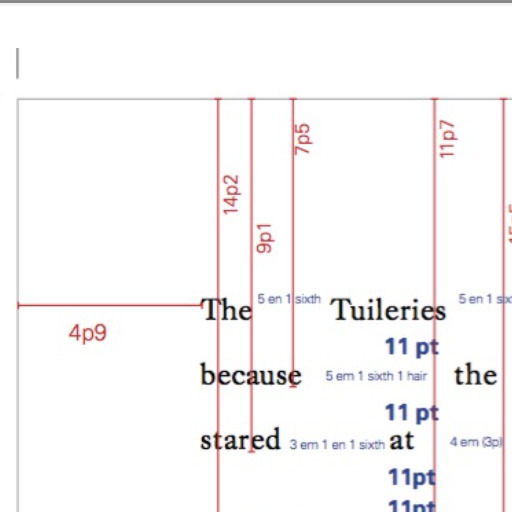 7p5
11p7
14p2
9p1
4p9
The 5 en 1 sixth Tuileries 5 en 1
11 pt
because 5 em 1 sixth 1 hair the
11 pt
stared 3 em 1 en 1 sixth at 4 em (3p)
11pt
11pt